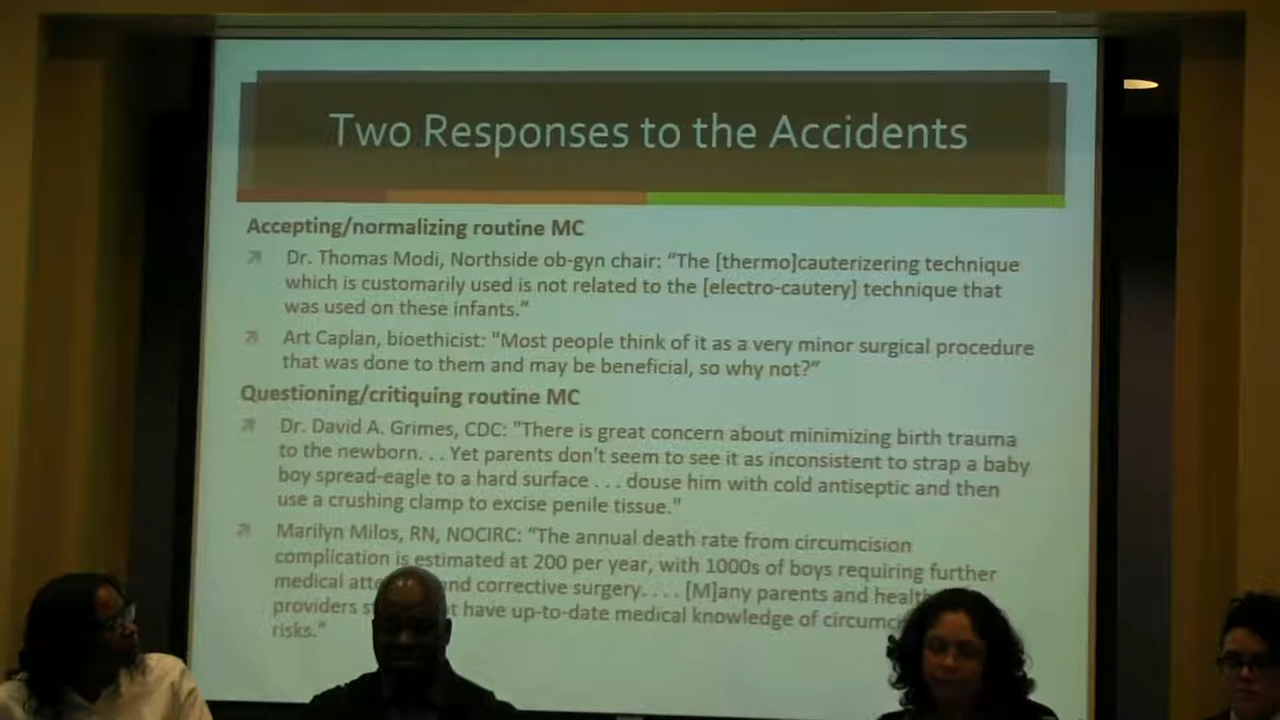 Two Responses to the Accidents
Accepting/normalizing routine MC
Dr. Thomas Modi, Northside ob-gyn chair: “The [thermo]cauterizering technique
which is customarily used is not related to the [electro-cautery] technique that
was used on these infants.”
Art Caplan, bioethicist: "Most people think of it as a very minor surgical procedure
that was done to them and may be beneficial, so why not?”
Questioning/critiquing routine MC
Dr. David A. Grimes, CDC: "There is great concern about minimizing birth trauma
to the newborn. . . Yet parents don't seem to see it as inconsistent to strap a baby
boy spread-eagle to a hard surface . . . douse him with cold antiseptic and then
use a crushing clamp to excise penile tissue."
Marilyn Milos, RN, NOCIRC: “The annual death rate from circumcision
complication is estimated at 200 per year, with 1000s of boys requiring further
medical and corrective surgery. . . . [M]any parents and
providers have up-to-date medical knowledge of
risks.”